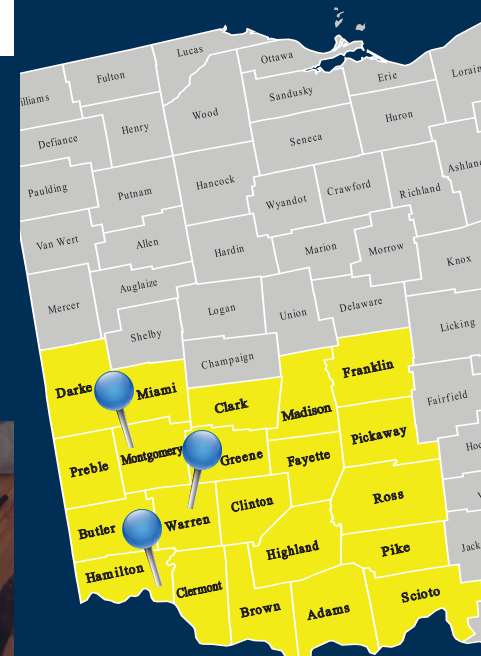 Lucas
Ottawa
Fulton
Erie
Lorain
Williams
Sandusky
Wood
Huron
Henry
Defiance
Seneca
Ashland
Hancock
Crawford
Richland
Paulding
Putnam
Wyandot
Van Wert
Allen
Hardin
Marion
Morrow
Knox
Auglaize
Mercer
Logan
Union
Delaware
Licking
Shelby
Champaign
Franklin
Darke
Miami
Clark
Madison
Fairfield
Pickaway
Preble
Montgomery
Greene
Fayette
Hoc
Ross
Butler
Warren
Clinton
Highland
Pike
Jack
Hamilton
Clermont
Brown
Adams
Scioto